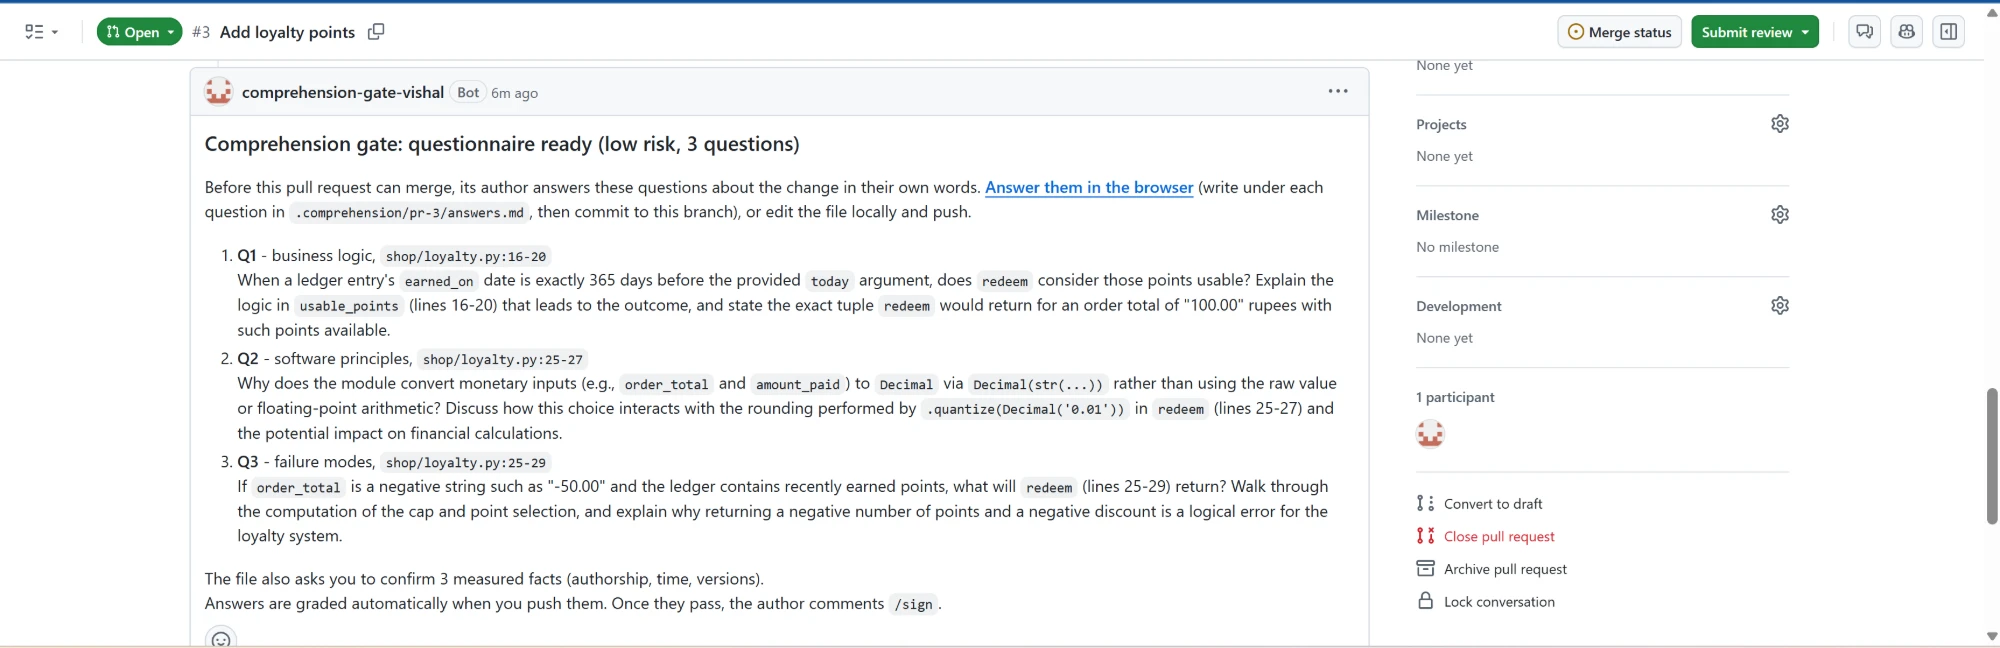 Open #3 Add loyalty points Merge status Submit review
comprehension-gate-vishal Bot 6m ago
Comprehension gate: questionnaire ready (low risk, 3 questions)
Before this pull request can merge, its author answers these questions about the change in their own words. Answer them in the browser (write under each
question in .comprehension/pr-3/answers.md, then commit to this branch), or edit the file locally and push.
1. Q1 - business logic, shop/loyalty.py:16-20
When a ledger entry's earned_on date is exactly 365 days before the provided today argument, does redeem consider those points usable? Explain the
logic in usable_points (lines 16-20) that leads to the outcome, and state the exact tuple redeem would return for an order total of "100.00" rupees with
such points available.
2. Q2 - software principles, shop/loyalty.py:25-27
Why does the module convert monetary inputs (e.g., order_total and amount_paid) to Decimal via Decimal(str(...)) rather than using the raw value
or floating-point arithmetic? Discuss how this choice interacts with the rounding performed by .quantize(Decimal('0.01')) in redeem (lines 25-27) and
the potential impact on financial calculations.
3. Q3 - failure modes, shop/loyalty.py:25-29
If order_total is a negative string such as "-50.00" and the ledger contains recently earned points, what will redeem (lines 25-29) return? Walk through
the computation of the cap and point selection, and explain why returning a negative number of points and a negative discount is a logical error for the
loyalty system.
The file also asks you to confirm 3 measured facts (authorship, time, versions).
Answers are graded automatically when you push them. Once they pass, the author comments /sign.
None yet
Projects
None yet
Milestone
No milestone
Development
None yet
1 participant
Convert to draft
Close pull request
Archive pull request
Lock conversation